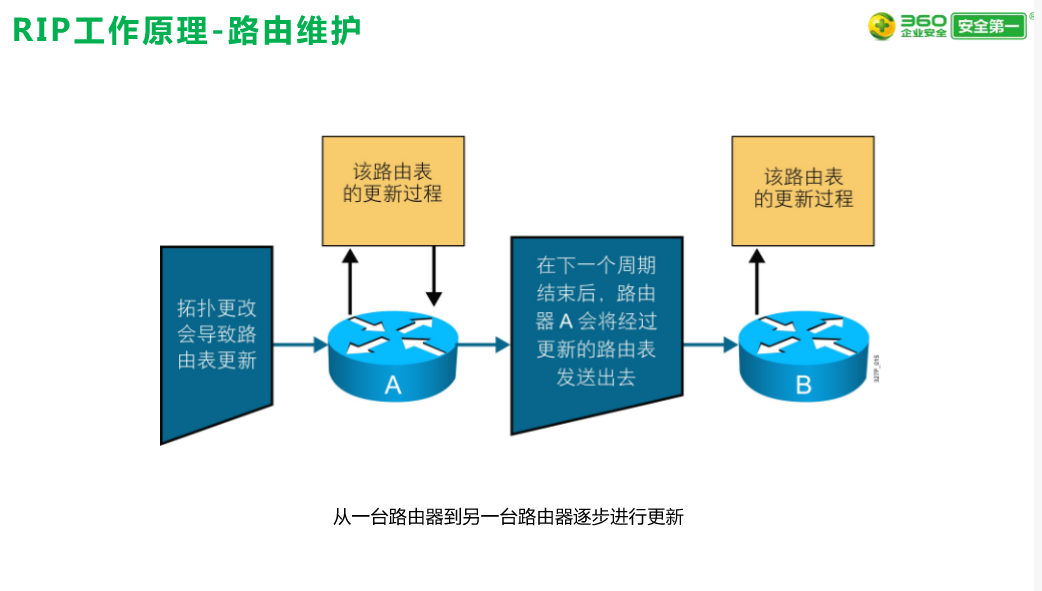 RIP工作原理-路由维护
360
企业安全
安全第一
该路由表
的更新过程
该路由表
的更新过程
拓扑更改
会导致路
由表更新
在下一个周期
结束后，路由
器 A 会将经过
更新的路由表
发送出去
A
B
从一台路由器到另一台路由器逐步进行更新